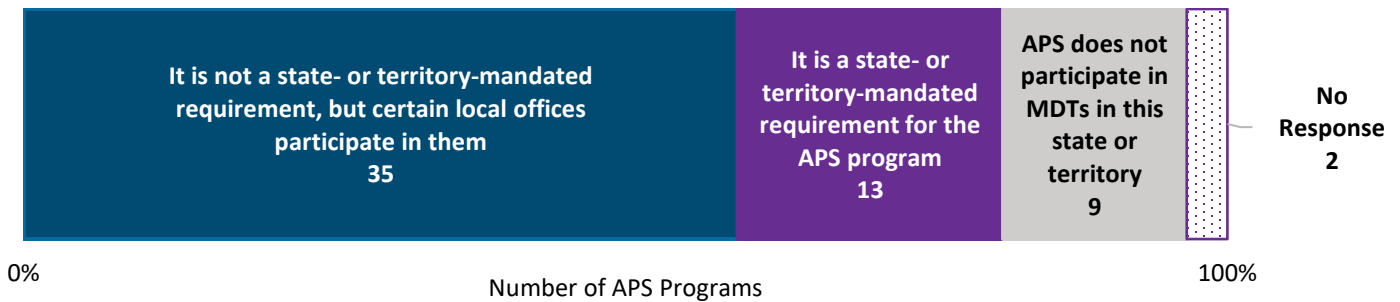 It is not a state- or territory-mandated
requirement, but certain local offices
participate in them
35
It is a state- or
territory-mandated
requirement for the
APS program
13
APS does not
participate in
MDTs in this
state or
territory
9
No
Response
2
0%
100%
Number of APS Programs